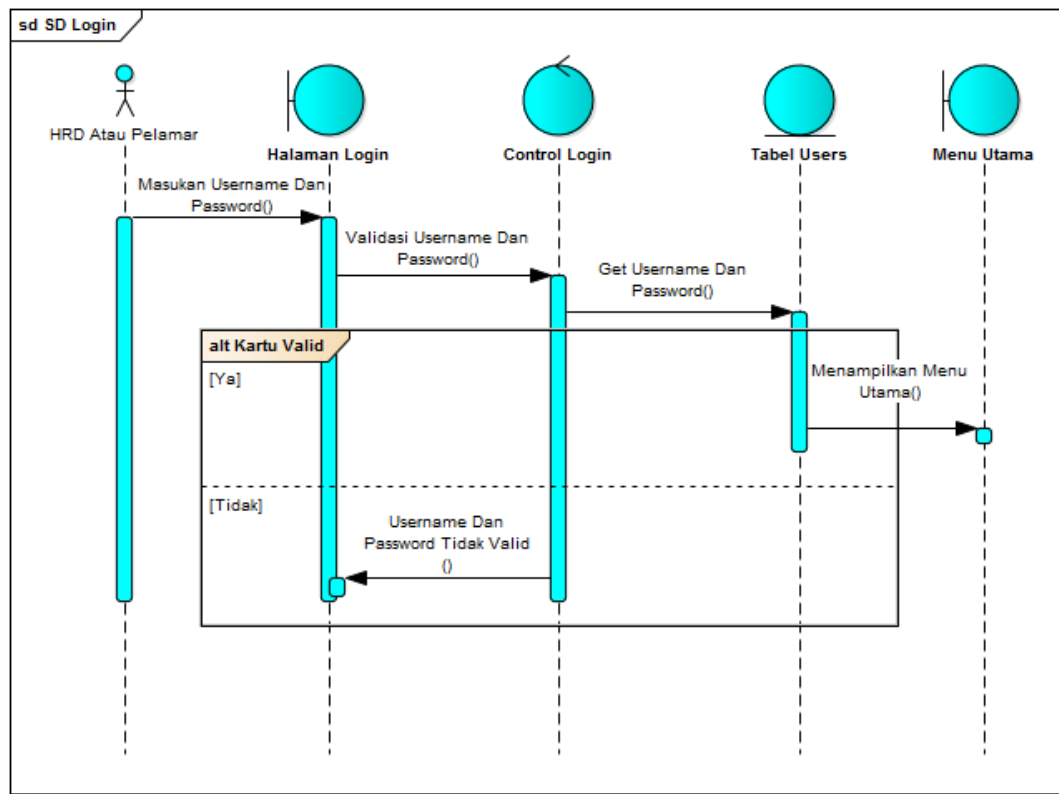 sd SD Login
HRD Atau Pelamar
Halaman Login
Control Login
Tabel Users
Menu Utama
Masukan Username Dan
Password()
Validasi Username Dan
Password()
Get Username Dan
Password()
alt Kartu Valid
[Ya]
Menampilkan Menu
Utama()
[Tidak]
Username Dan
Password Tidak Valid
()